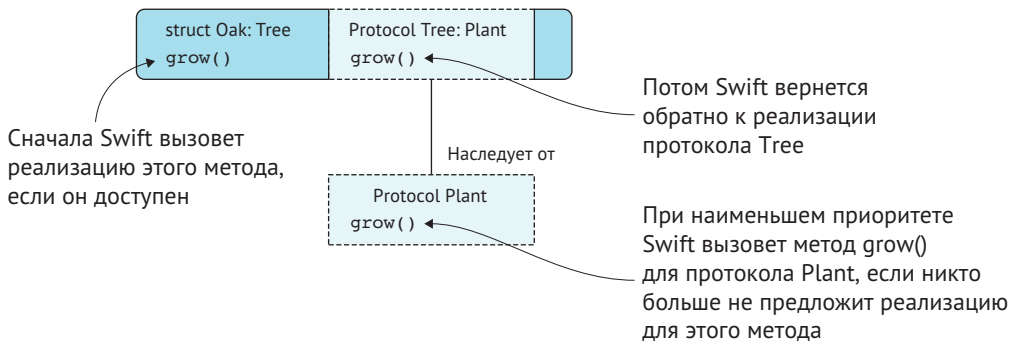 struct Oak: Tree
grow()
Protocol Tree: Plant
grow()
Сначала Swift вызовет
реализацию этого метода,
если он доступен
Потом Swift вернется
обратно к реализации
протокола Tree
Наследует от
Protocol Plant
grow()
При наименьшем приоритете
Swift вызовет метод grow()
для протокола Plant, если никто
больше не предложит реализацию
для этого метода